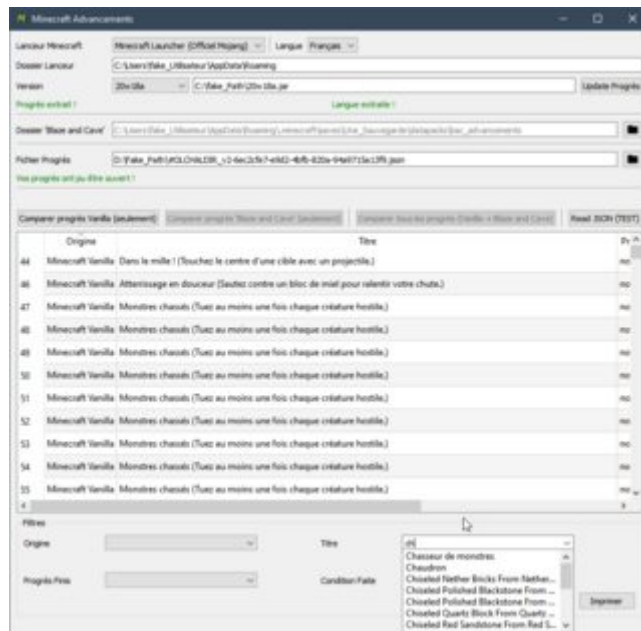 Minecraft Advancements
Lanceur Minecraft Minecraft Launcher (Officiel Mojang) Langue Français
Dossier Lanceur
Version 20w18a Update Progrès
Progrès extrait ! Langue extraite !
Dossier 'Blaze and Cave'
Fichier Progrès
Vos progrès ont pu être ouvert !
Comparer progrès Vanilla (seulement) Comparer progrès 'Blaze and Cave' (seulement) Comparer tous les progrès (Vanilla + Blaze and Cave) Read JSON (TEST)
Origine Titre
44 Minecraft Vanilla Dans le mille ! (Touchez le centre d'une cible avec un projectile.)
46 Minecraft Vanilla Atterrissage en douceur (Sautez contre un bloc de miel pour ralentir votre chute.)
47 Minecraft Vanilla Monstres chassés (Tuez au moins une fois chaque créature hostile.)
48 Minecraft Vanilla Monstres chassés (Tuez au moins une fois chaque créature hostile.)
49 Minecraft Vanilla Monstres chassés (Tuez au moins une fois chaque créature hostile.)
50 Minecraft Vanilla Monstres chassés (Tuez au moins une fois chaque créature hostile.)
51 Minecraft Vanilla Monstres chassés (Tuez au moins une fois chaque créature hostile.)
52 Minecraft Vanilla Monstres chassés (Tuez au moins une fois chaque créature hostile.)
53 Minecraft Vanilla Monstres chassés (Tuez au moins une fois chaque créature hostile.)
54 Minecraft Vanilla Monstres chassés (Tuez au moins une fois chaque créature hostile.)
55 Minecraft Vanilla Monstres chassés (Tuez au moins une fois chaque créature hostile.)
Filtres
Origine Titre ch
Chasseur de monstres
Chaudron
Chiseled Nether Bricks From Nether...
Progrès Finis Condition Faite
Chiseled Polished Blackstone From ...
Chiseled Polished Blackstone From ...
Chiseled Quartz Block From Quartz ...
Chiseled Red Sandstone From Red S...
Imprimer